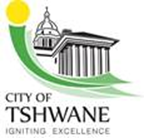 CITY OF
TSHWANE
IGNITING EXCELLENCE